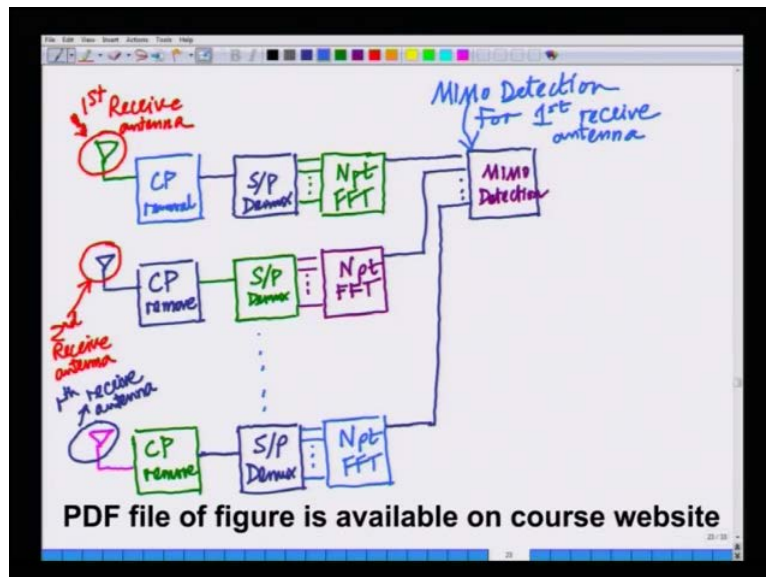 File Edit View Insert Actions Tools Help
1st Receive
antenna
MIMO Detection
For 1st receive
antenna
CP
removal
S/P
Demux
Npt
FFT
MIMO
Detection
2nd
Receive
antenna
CP
remove
S/P
Demux
Npt
FFT
rth receive
antenna
CP
remove
S/P
Demux
Npt
FFT
PDF file of figure is available on course website
23